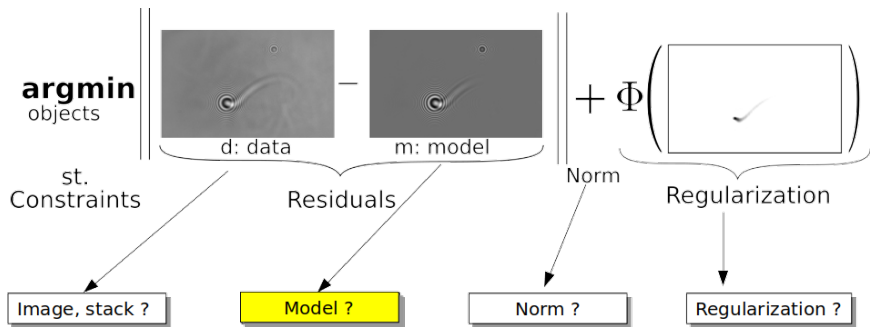 argmin
objects
st.
Constraints
−
d: data
m: model
Residuals
Norm
+ Φ( )
Regularization
Image, stack ?
Model ?
Norm ?
Regularization ?